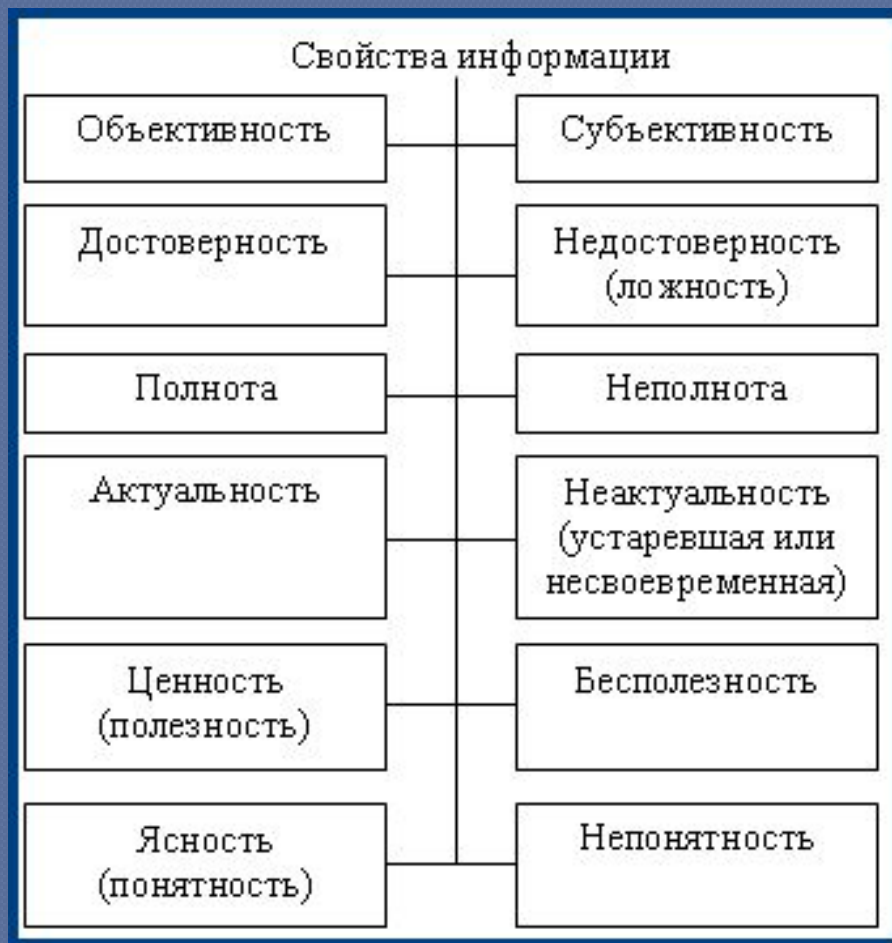 Свойства информации
Объективность
Субъективность
Достоверность
Недостоверность
(ложность)
Полнота
Неполнота
Актуальность
Неактуальность
(устаревшая или
несвоевременная)
Ценность
(полезность)
Бесполезность
Ясность
(понятность)
Непонятность